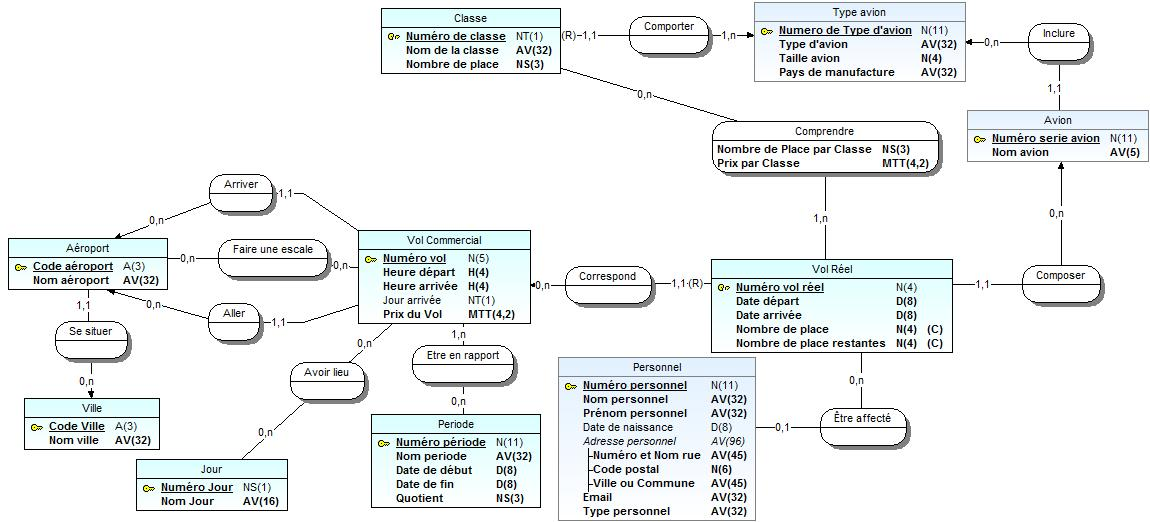 Classe
Numéro de classe NT(1)
Nom de la classe AV(32)
Nombre de place NS(3)
(R)-1,1
Comporter
1,n
Type avion
Numero de Type d'avion N(11)
Type d'avion AV(32)
Taille avion N(4)
Pays de manufacture AV(32)
0,n
Inclure
1,1
Avion
Numéro serie avion N(11)
Nom avion AV(5)
0,n
Comprendre
Nombre de Place par Classe NS(3)
Prix par Classe MTT(4,2)
1,n
0,n
Arriver
1,1
0,n
Aéroport
Code aéroport A(3)
Nom aéroport AV(32)
0,n
Faire une escale
0,n
Vol Commercial
Numéro vol N(5)
Heure départ H(4)
Heure arrivée H(4)
Jour arrivée NT(1)
Prix du Vol MTT(4,2)
0,n
Correspond
1,1 (R)
Vol Réel
Numéro vol réel N(4)
Date départ D(8)
Date arrivée D(8)
Nombre de place N(4) (C)
Nombre de place restantes N(4) (C)
1,1
Composer
0,n
Aller
1,1
1,1
Se situer
0,n
Ville
Code Ville A(3)
Nom ville AV(32)
0,n
Avoir lieu
0,n
Jour
Numéro Jour NS(1)
Nom Jour AV(16)
1,n
Etre en rapport
0,n
Periode
Numéro période N(11)
Nom periode AV(32)
Date de début D(8)
Date de fin D(8)
Quotient NS(3)
Personnel
Numéro personnel N(11)
Nom personnel AV(32)
Prénom personnel AV(32)
Date de naissance D(8)
Adresse personnel AV(96)
Numéro et Nom rue AV(45)
Code postal N(6)
Ville ou Commune AV(45)
Email AV(32)
Type personnel AV(32)
0,1
Être affecté
0,n